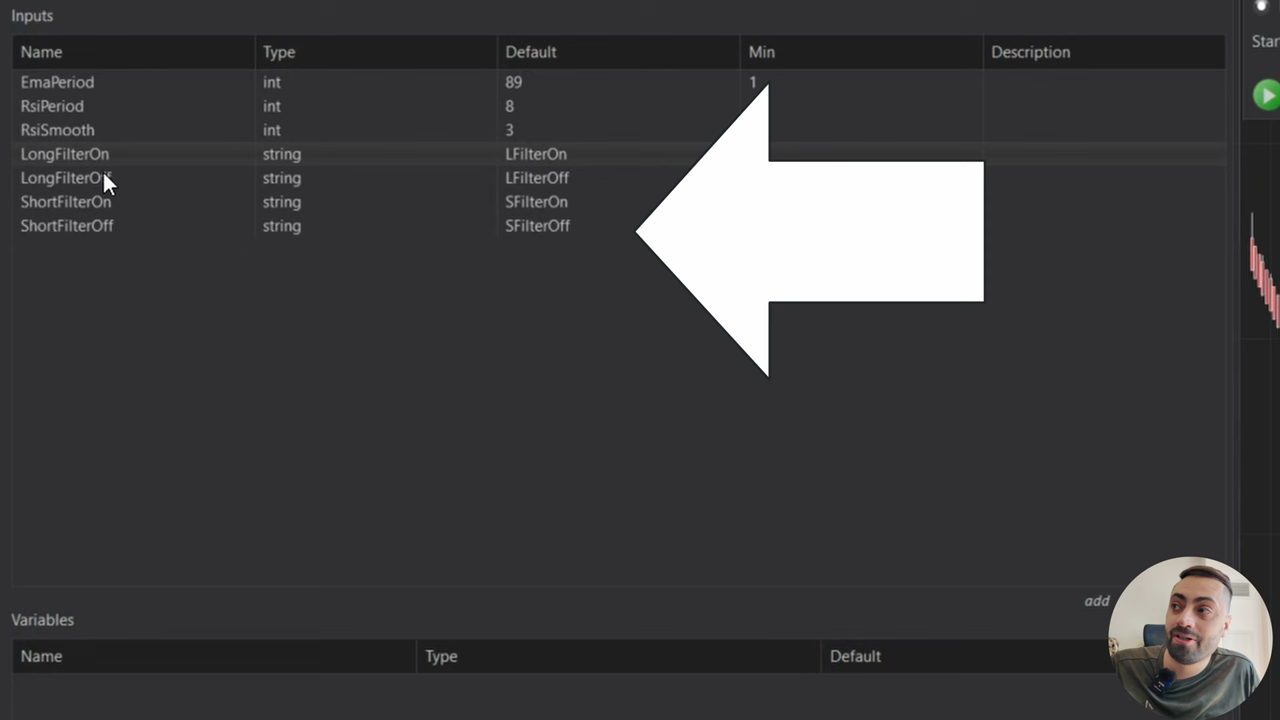 Inputs
Name Type Default Min Description
EmaPeriod int 89 1
RsiPeriod int 8
RsiSmooth int 3
LongFilterOn string LFilterOn
LongFilterOff string LFilterOff
ShortFilterOn string SFilterOn
ShortFilterOff string SFilterOff
add
Variables
Name Type Default